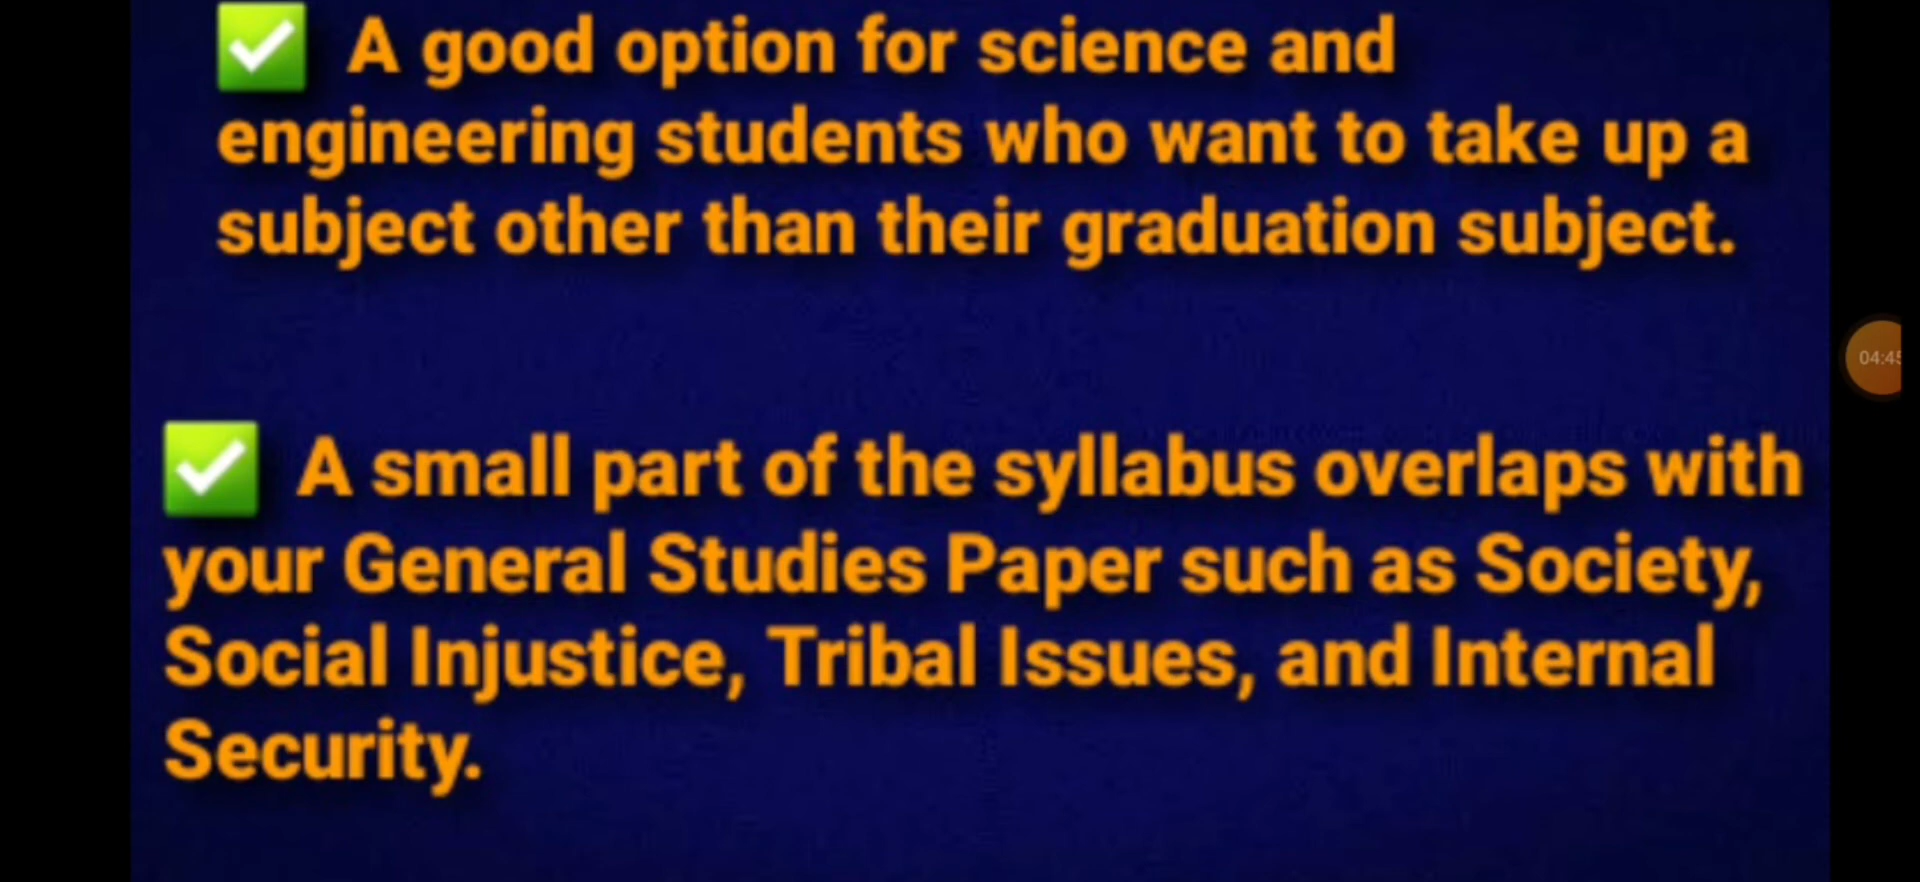 ✅ A good option for science and
engineering students who want to take up a
subject other than their graduation subject.
✅ A small part of the syllabus overlaps with
your General Studies Paper such as Society,
Social Injustice, Tribal Issues, and Internal
Security.
04:45